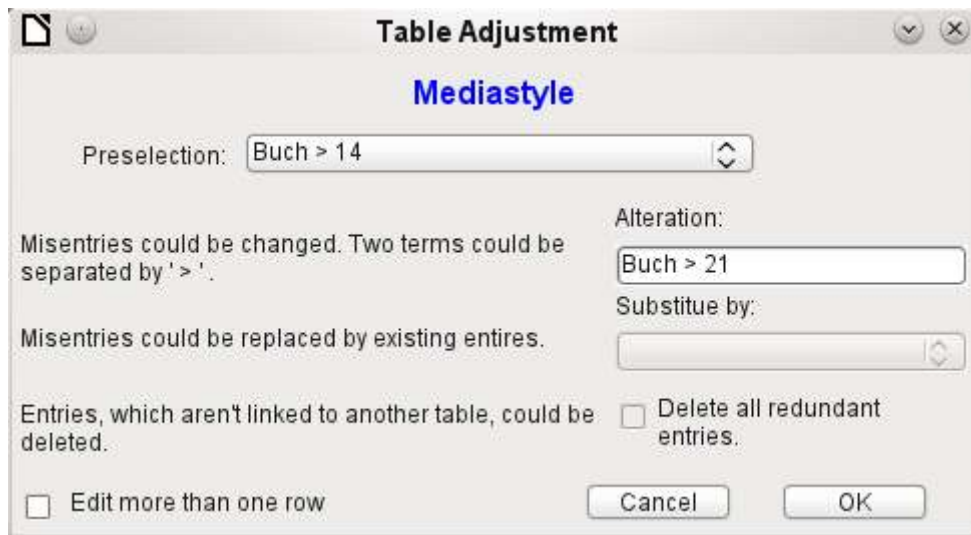 Table Adjustment
Mediastyle
Preselection: Buch > 14
Alteration:
Misentries could be changed. Two terms could be
separated by ' > ' .
Buch > 21
Substitue by:
Misentries could be replaced by existing entires.
Entries, which aren't linked to another table, could be
deleted.
Delete all redundant
entries.
Edit more than one row
Cancel
OK